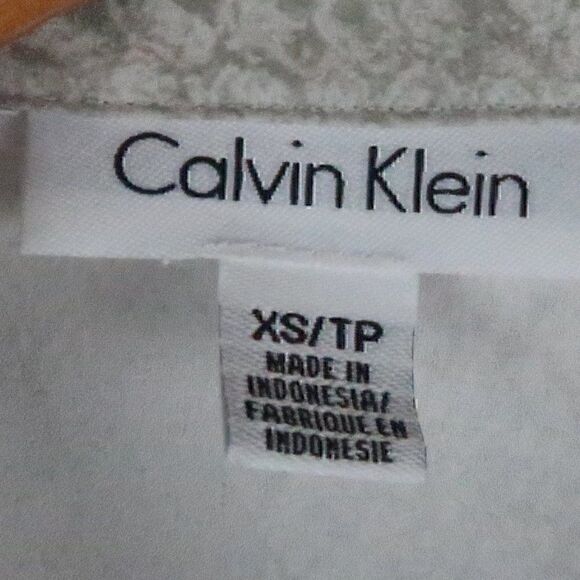 Calvin Klein
XS/TP
MADE IN
INDONESIA/
FABRIQUE EN
INDONESIE